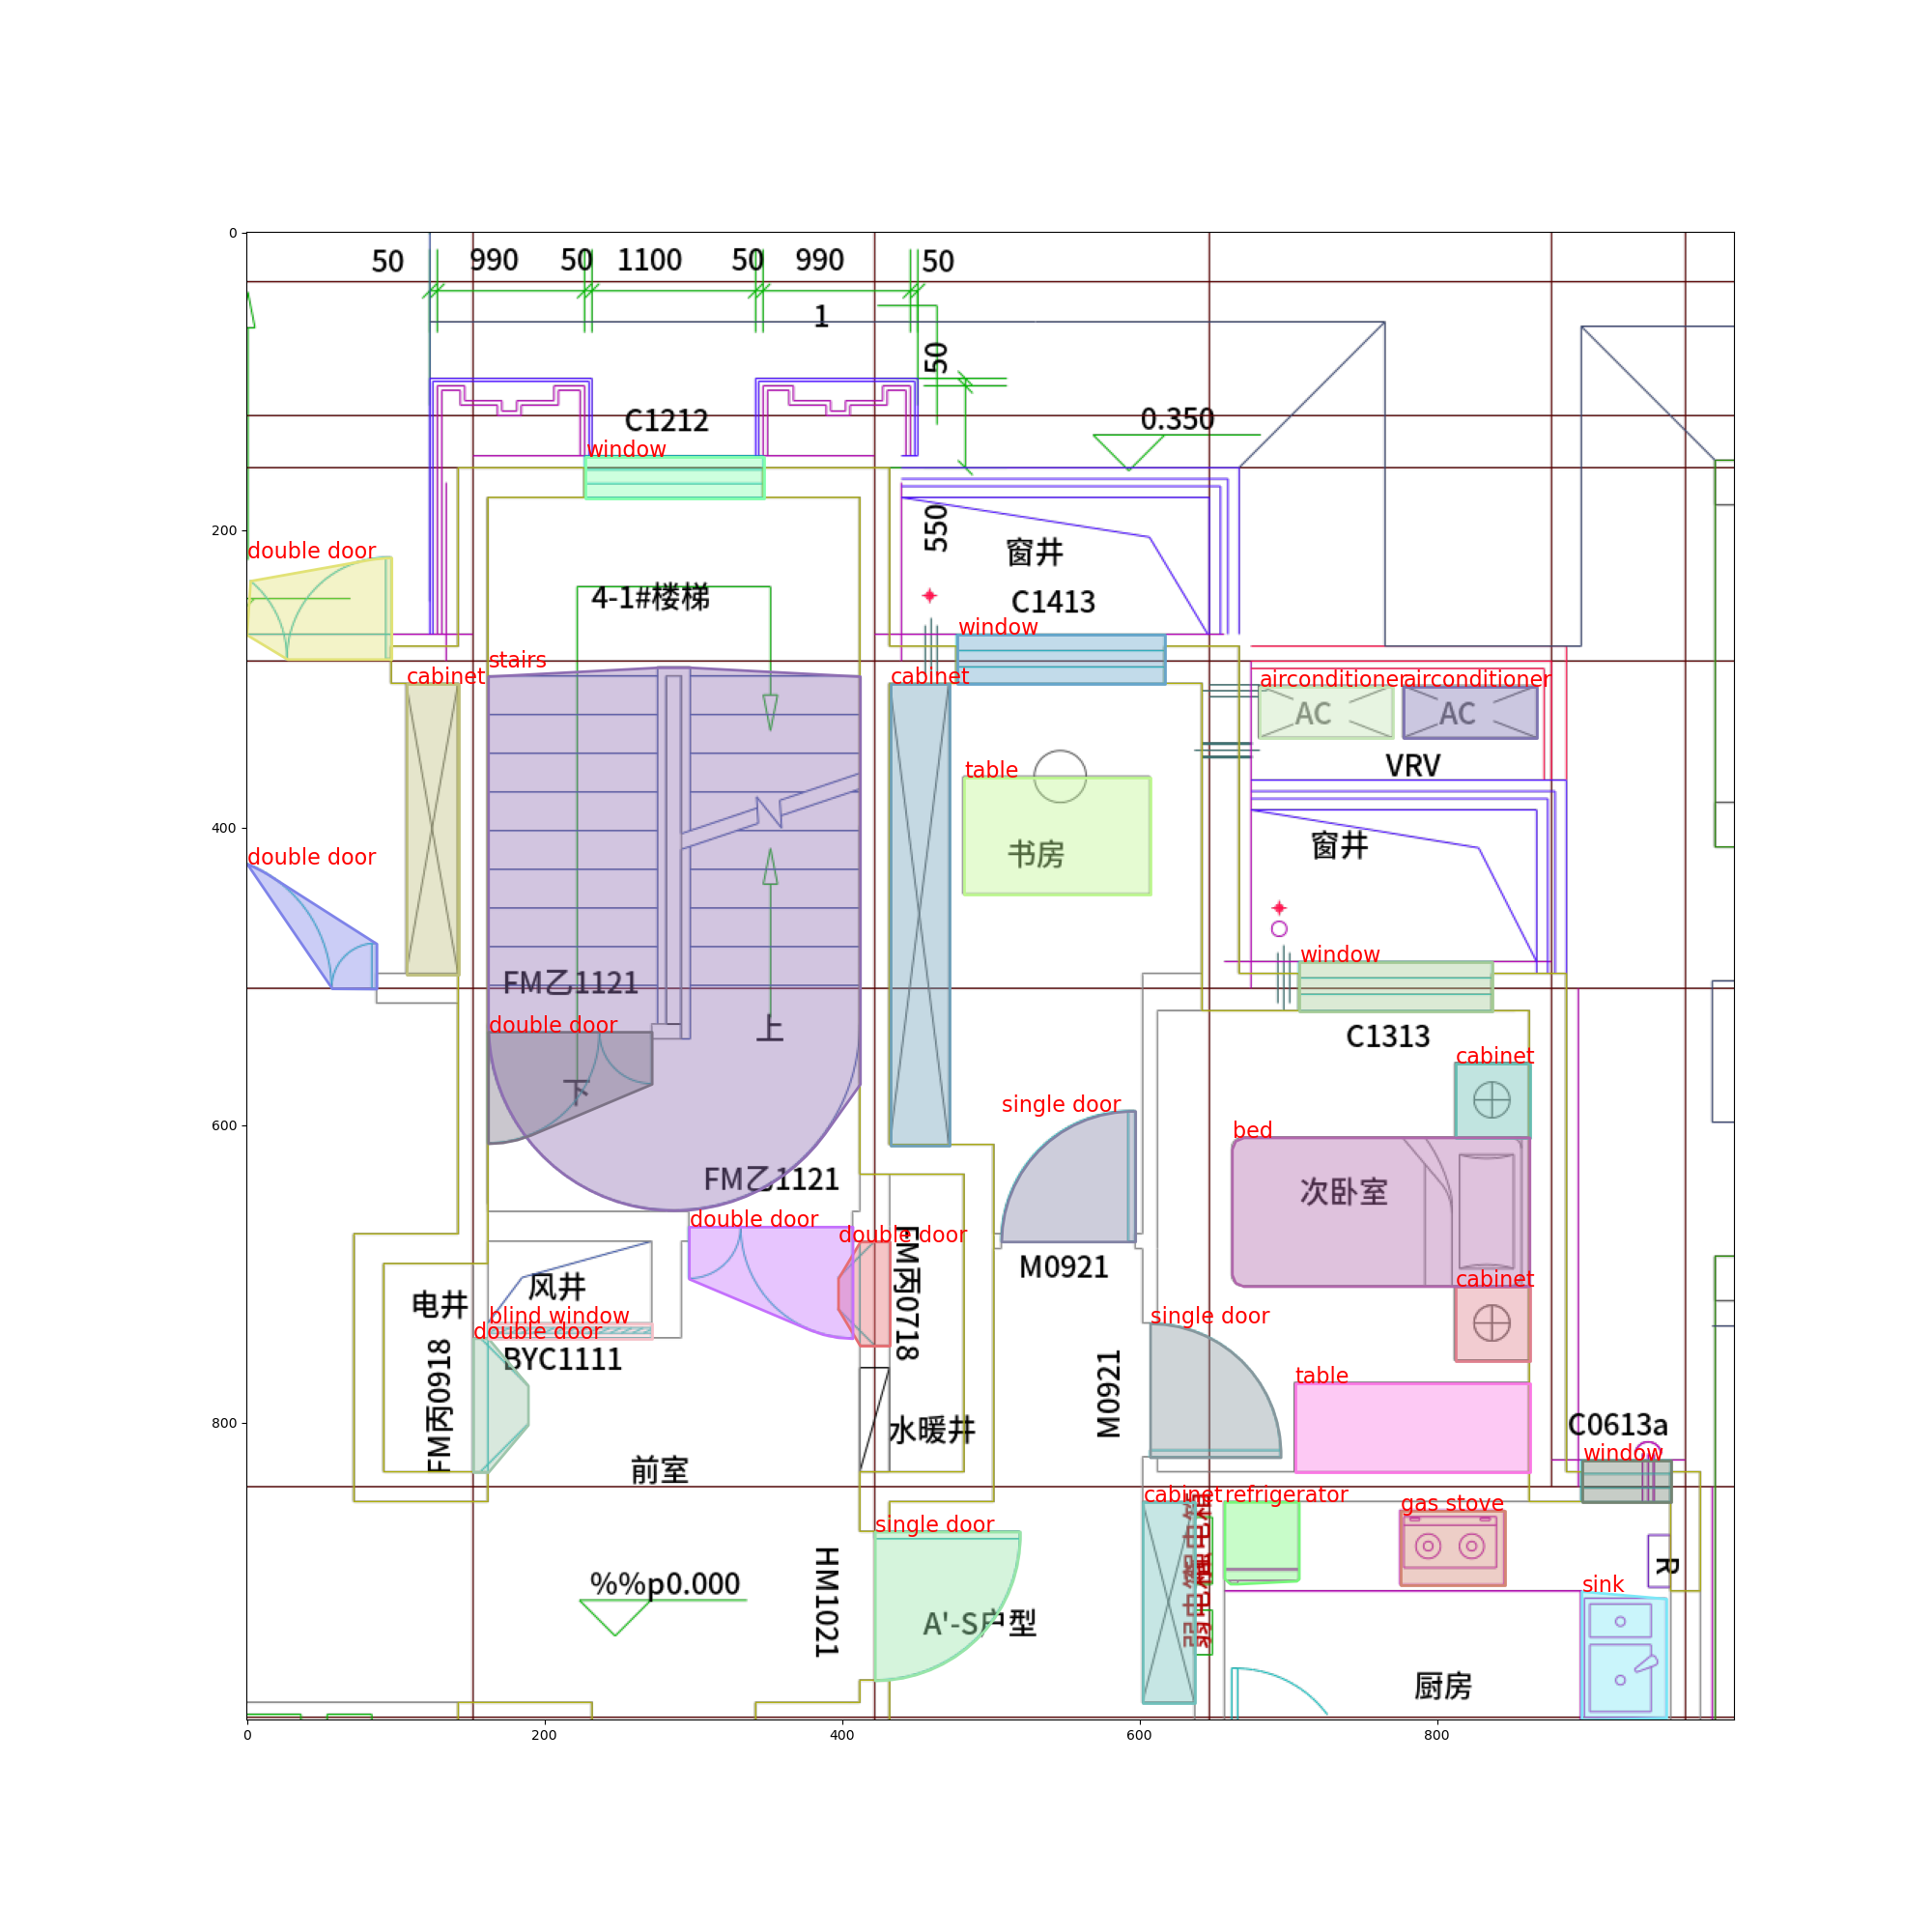 0
50
990
50
1100
50
990
50
1
50
C1212
0.350
window
200
550
窗井
double door
4-1#楼梯
C1413
window
stairs
cabinet
cabinet
airconditioner
airconditioner
AC
AC
VRV
table
400
书房
窗井
double door
window
FM乙1121
double door
上
C1313
cabinet
下
single door
600
bed
FM乙1121
次卧室
double door
double door
FM丙0718
M0921
电井
风井
cabinet
blind window
double door
single door
BYC1111
FM丙0918
M0921
table
800
水暖井
C0613a
window
前室
cabinet
refrigerator
gas stove
single door
HM1021
R
%%p0.000
sink
A'-S户型
厨房
0
200
400
600
800